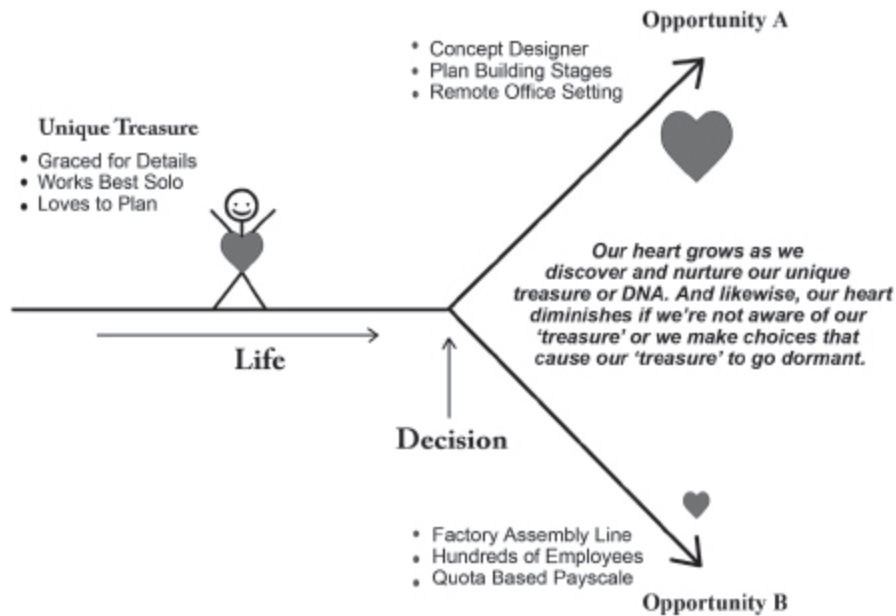 Opportunity A
• Concept Designer
• Plan Building Stages
• Remote Office Setting
Unique Treasure
• Graced for Details
• Works Best Solo
• Loves to Plan
Our heart grows as we
discover and nurture our unique
treasure or DNA. And likewise, our heart
diminishes if we're not aware of our
'treasure' or we make choices that
cause our 'treasure' to go dormant.
Life
Decision
• Factory Assembly Line
• Hundreds of Employees
• Quota Based Payscale
Opportunity B